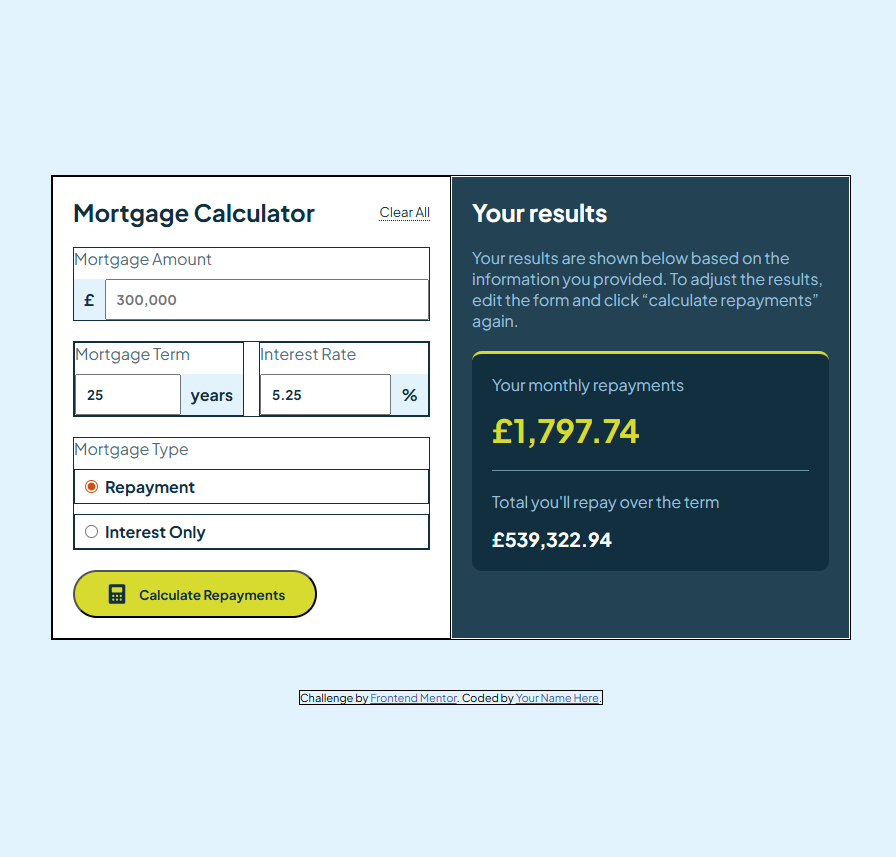 Mortgage Calculator
Clear All
Mortgage Amount
£ 300,000
Mortgage Term
25 years
Interest Rate
5.25 %
Mortgage Type
Repayment
Interest Only
Calculate Repayments
Your results
Your results are shown below based on the
information you provided. To adjust the results,
edit the form and click “calculate repayments”
again.
Your monthly repayments
£1,797.74
Total you'll repay over the term
£539,322.94
Challenge by Frontend Mentor. Coded by Your Name Here.